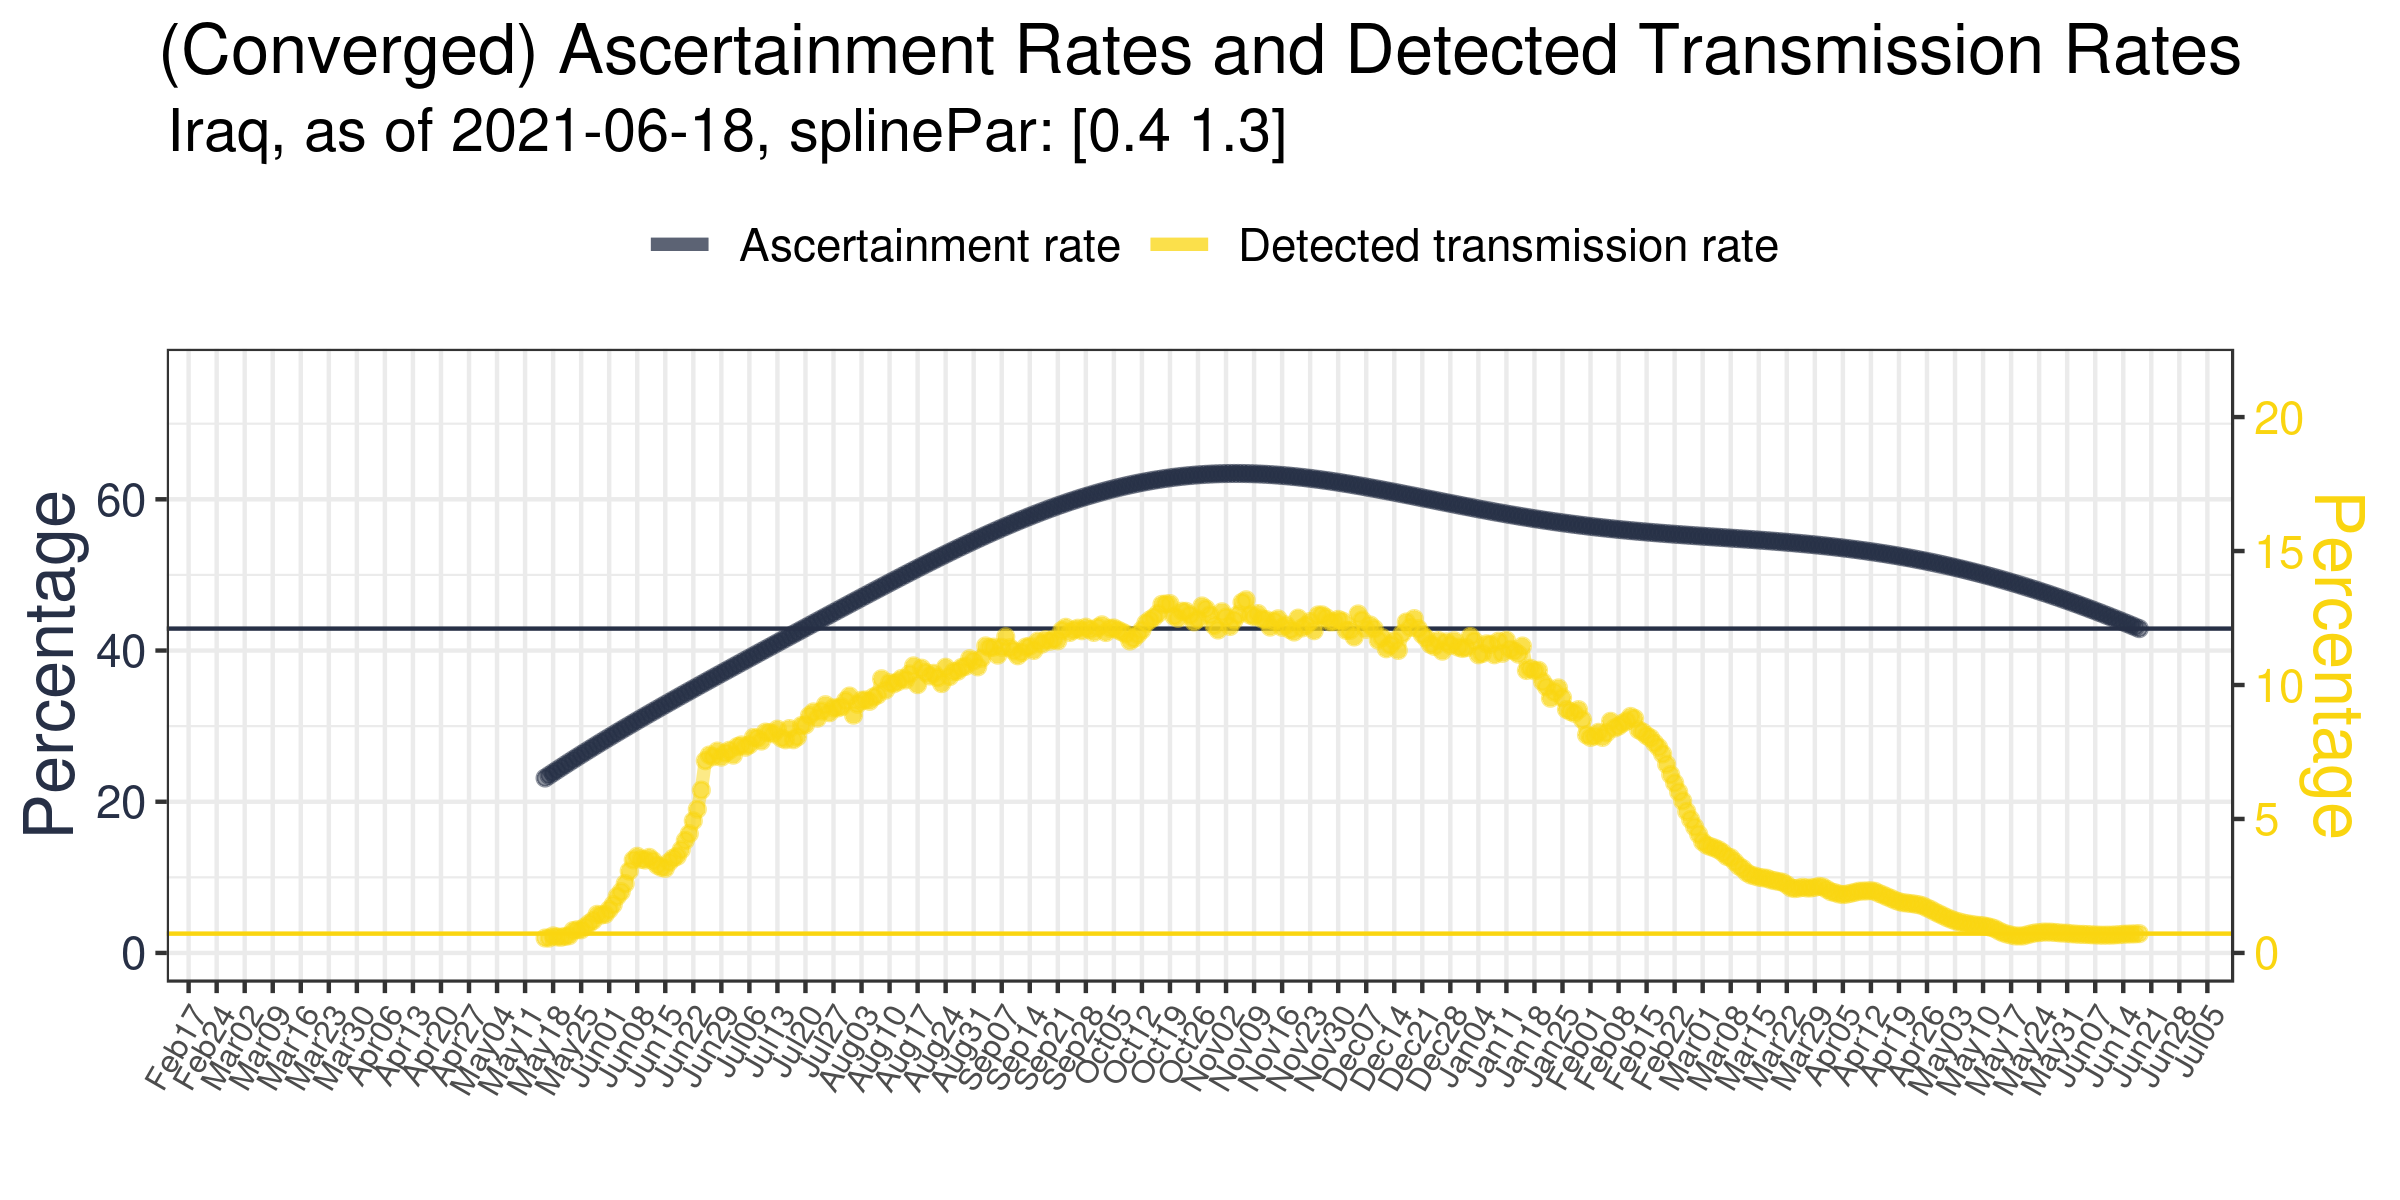 (Converged) Ascertainment Rates and Detected Transmission Rates
Iraq, as of 2021-06-18, splinePar: [0.4 1.3]
Ascertainment rate
Detected transmission rate
Percentage
60
40
20
0
20
15
10
5
0
Percentage
Feb17
Feb24
Mar02
Mar09
Mar16
Mar23
Mar30
Apr06
Apr13
Apr20
Apr27
May04
May11
May18
May25
Jun01
Jun08
Jun15
Jun22
Jun29
Jul06
Jul13
Jul20
Jul27
Aug03
Aug10
Aug17
Aug24
Aug31
Sep07
Sep14
Sep21
Sep28
Oct05
Oct12
Oct19
Oct26
Nov02
Nov09
Nov16
Nov23
Nov30
Dec07
Dec14
Dec21
Dec28
Jan04
Jan11
Jan18
Jan25
Feb01
Feb08
Feb15
Feb22
Mar01
Mar08
Mar15
Mar22
Mar29
Apr05
Apr12
Apr19
Apr26
May03
May10
May17
May24
May31
Jun07
Jun14
Jun21
Jun28
Jul05